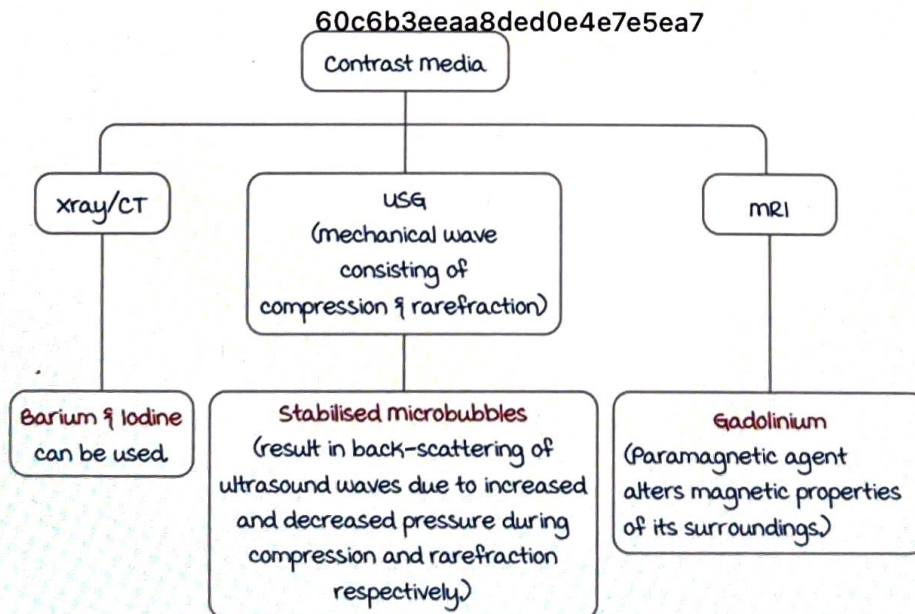 60c6b3eeaa8ded0e4e7e5ea7
Contrast media
Xray/CT
USG
(mechanical wave
consisting of
compression & rarefraction)
MRI
Barium & Iodine
can be used
Stabilised microbubbles
(result in back-scattering of
ultrasound waves due to increased
and decreased pressure during
compression and rarefraction
respectively.)
Gadolinium
(Paramagnetic agent
alters magnetic properties
of its surroundings.)